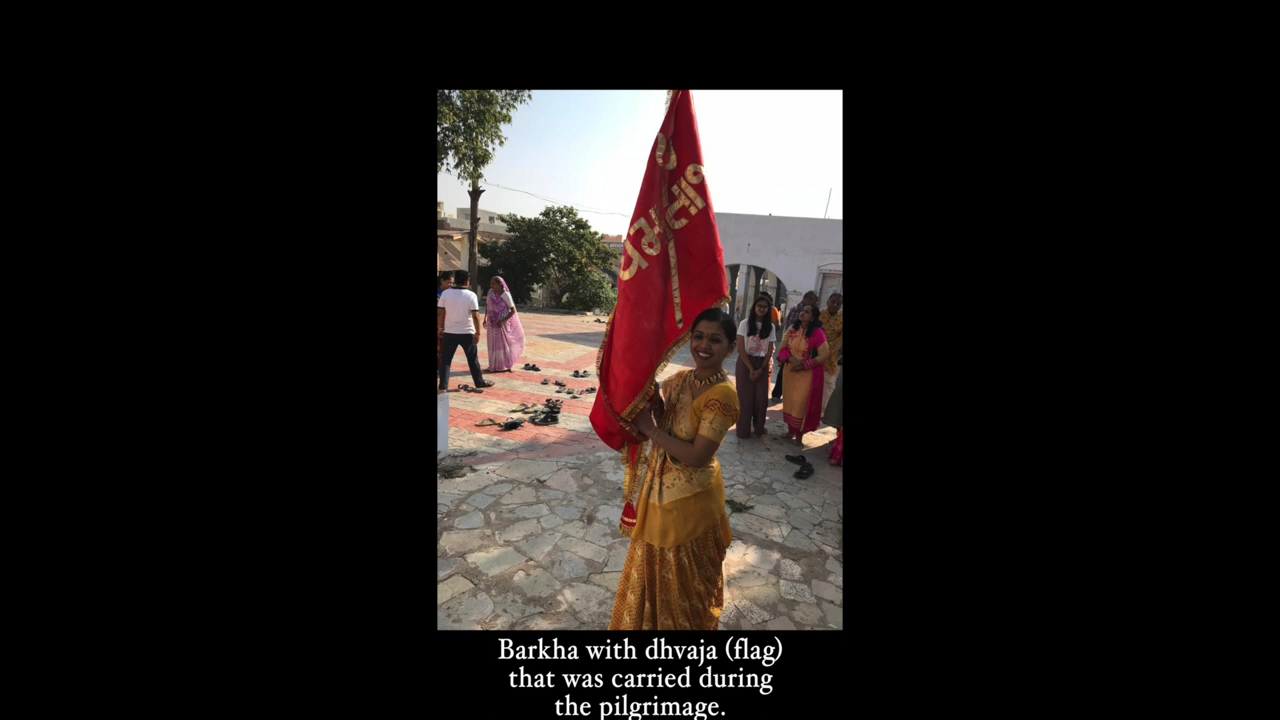 Barkha with dhvaja (flag)
that was carried during
the pilgrimage.